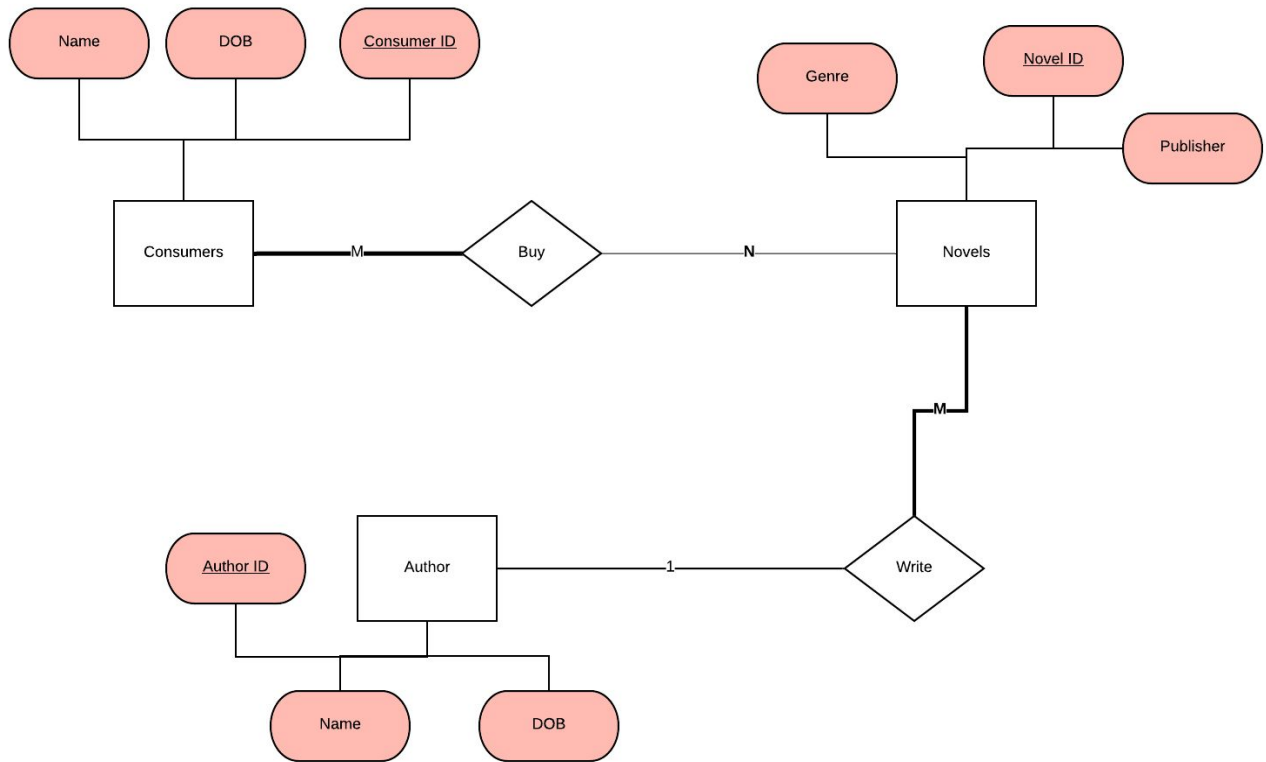 Name
DOB
Consumer ID
Genre
Novel ID
Publisher
Consumers
M
Buy
N
Novels
M
Author ID
Author
1
Write
Name
DOB